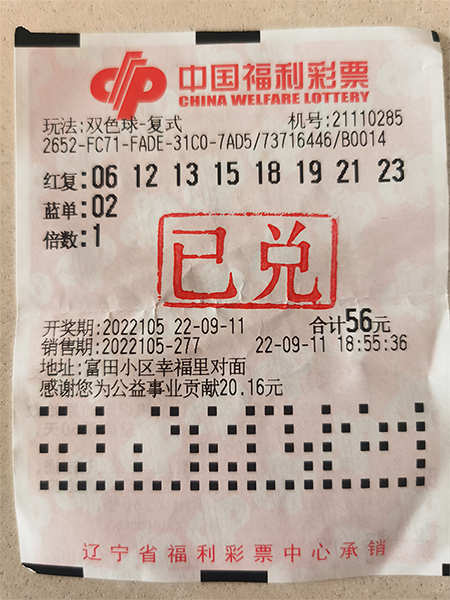 中国福利彩票
CHINA WELFARE LOTTERY
玩法:双色球-复式 机号:21110285
2652-FC71-FADE-31C0-7AD5/73716446/B0014
红复:06 12 13 15 18 19 21 23
蓝单:02
倍数:1
已兑
开奖期:2022105 22-09-11 合计56元
销售期:2022105-277 22-09-11 18:55:36
地址:富田小区幸福里对面
感谢您为公益事业贡献20.16元
辽宁省福利彩票中心承销